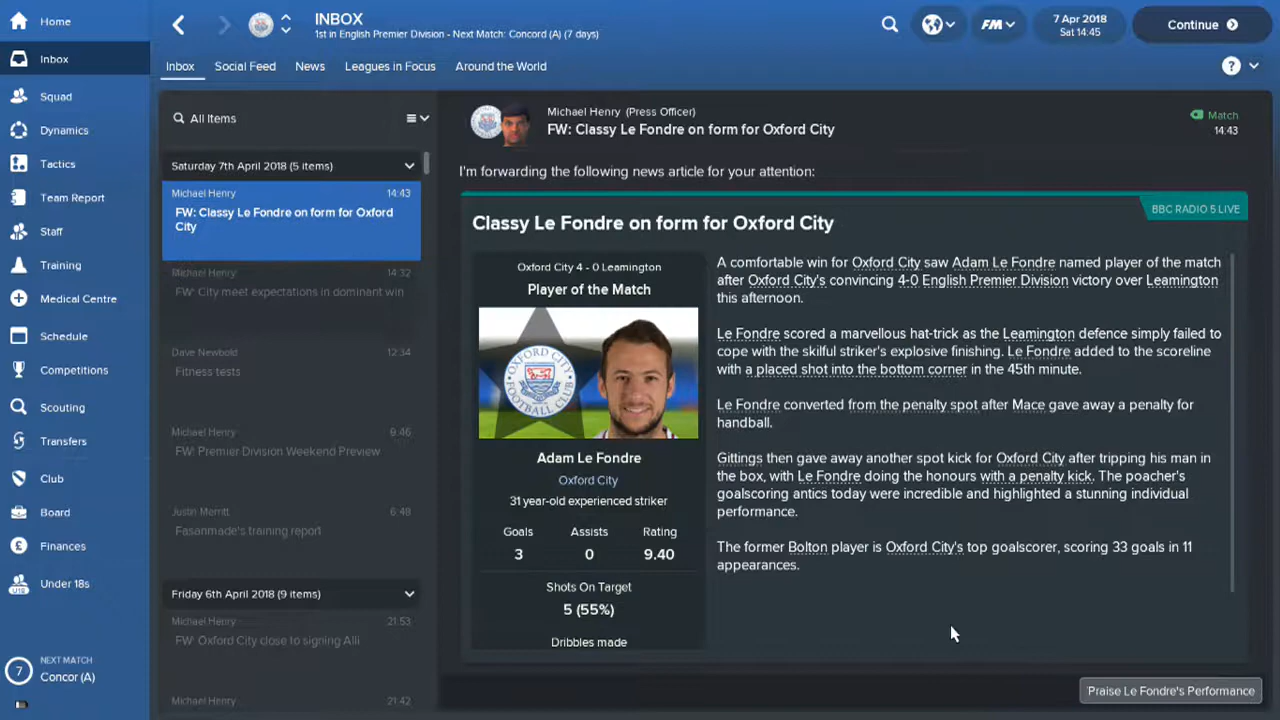 Home
Inbox
Squad
Dynamics
Tactics
Team Report
Staff
Training
Medical Centre
Schedule
Competitions
Scouting
Transfers
Club
Board
Finances
Under 18s
7
NEXT MATCH
Concor (A)
INBOX
1st in English Premier Division - Next Match: Concord (A) (7 days)
FM
7 Apr 2018
Sat 14:45
Continue
Inbox
Social Feed
News
Leagues in Focus
Around the World
?
All Items
Saturday 7th April 2018 (5 items)
Michael Henry 14:43
FW: Classy Le Fondre on form for Oxford
City
Michael Henry 14:32
FW: City meet expectations in dominant win
Dave Newbold 12:34
Fitness tests
Michael Henry 9:46
FW: Premier Division Weekend Preview
Justin Merritt 6:48
Fasanmade's training report
Friday 6th April 2018 (9 items)
Michael Henry 21:53
FW: Oxford City close to signing Alli
Michael Henry 21:42
Michael Henry (Press Officer)
FW: Classy Le Fondre on form for Oxford City
Match
14:43
I'm forwarding the following news article for your attention:
BBC RADIO 5 LIVE
Classy Le Fondre on form for Oxford City
Oxford City 4 - 0 Leamington
Player of the Match
OXFORD CITY
FOOTBALL CLUB
Adam Le Fondre
Oxford City
31 year-old experienced striker
Goals Assists Rating
3 0 9.40
Shots On Target
5 (55%)
Dribbles made
A comfortable win for Oxford City saw Adam Le Fondre named player of the match
after Oxford City's convincing 4-0 English Premier Division victory over Leamington
this afternoon.
Le Fondre scored a marvellous hat-trick as the Leamington defence simply failed to
cope with the skilful striker's explosive finishing. Le Fondre added to the scoreline
with a placed shot into the bottom corner in the 45th minute.
Le Fondre converted from the penalty spot after Mace gave away a penalty for
handball.
Gittings then gave away another spot kick for Oxford City after tripping his man in
the box, with Le Fondre doing the honours with a penalty kick. The poacher's
goalscoring antics today were incredible and highlighted a stunning individual
performance.
The former Bolton player is Oxford City's top goalscorer, scoring 33 goals in 11
appearances.
Praise Le Fondre's Performance